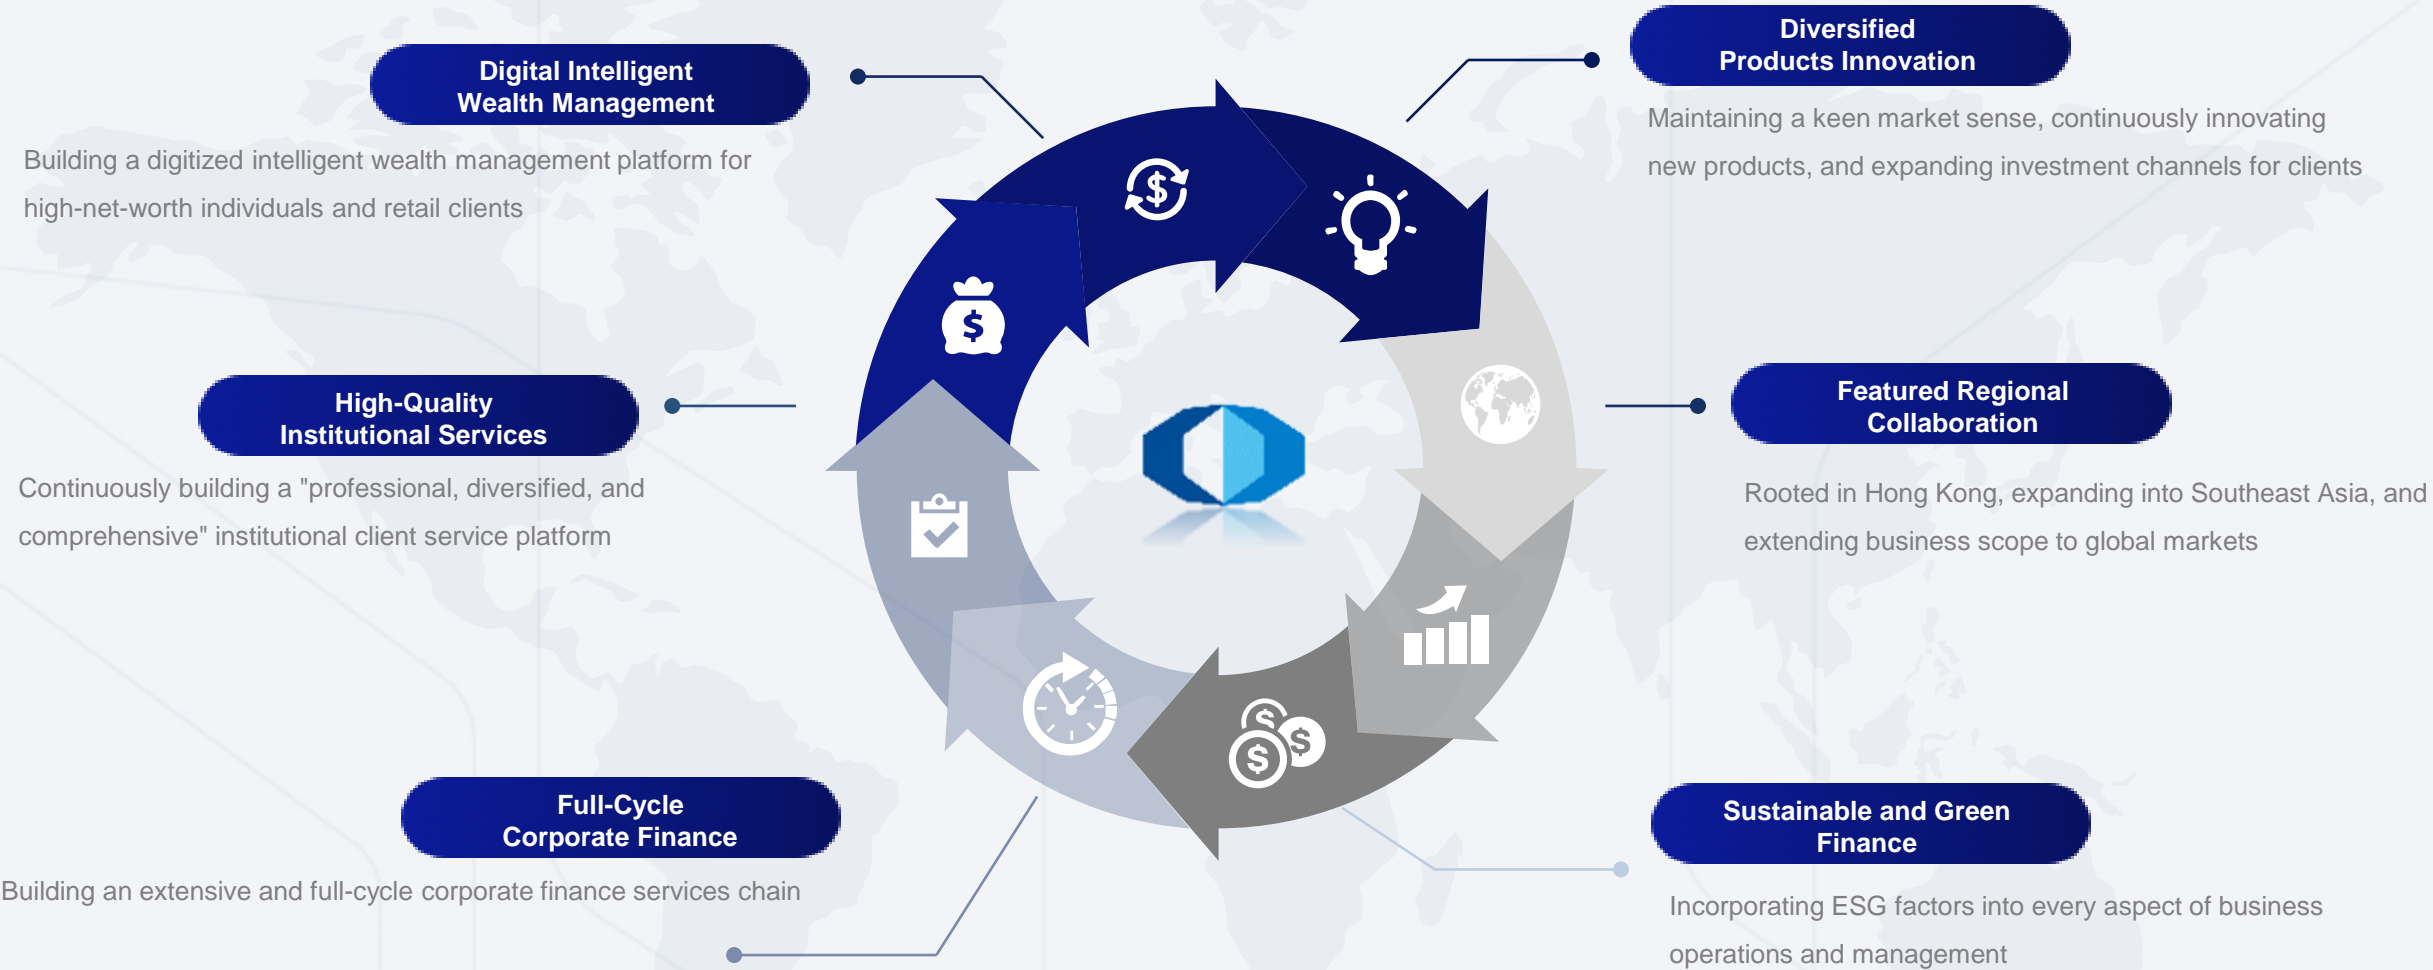 Digital Intelligent
Wealth Management
Building a digitized intelligent wealth management platform for
high-net-worth individuals and retail clients
High-Quality
Institutional Services
Continuously building a "professional, diversified, and
comprehensive" institutional client service platform
Full-Cycle
Corporate Finance
Building an extensive and full-cycle corporate finance services chain
Diversified
Products Innovation
Maintaining a keen market sense, continuously innovating
new products, and expanding investment channels for clients
Featured Regional
Collaboration
Rooted in Hong Kong, expanding into Southeast Asia, and
extending business scope to global markets
Sustainable and Green
Finance
Incorporating ESG factors into every aspect of business
operations and management